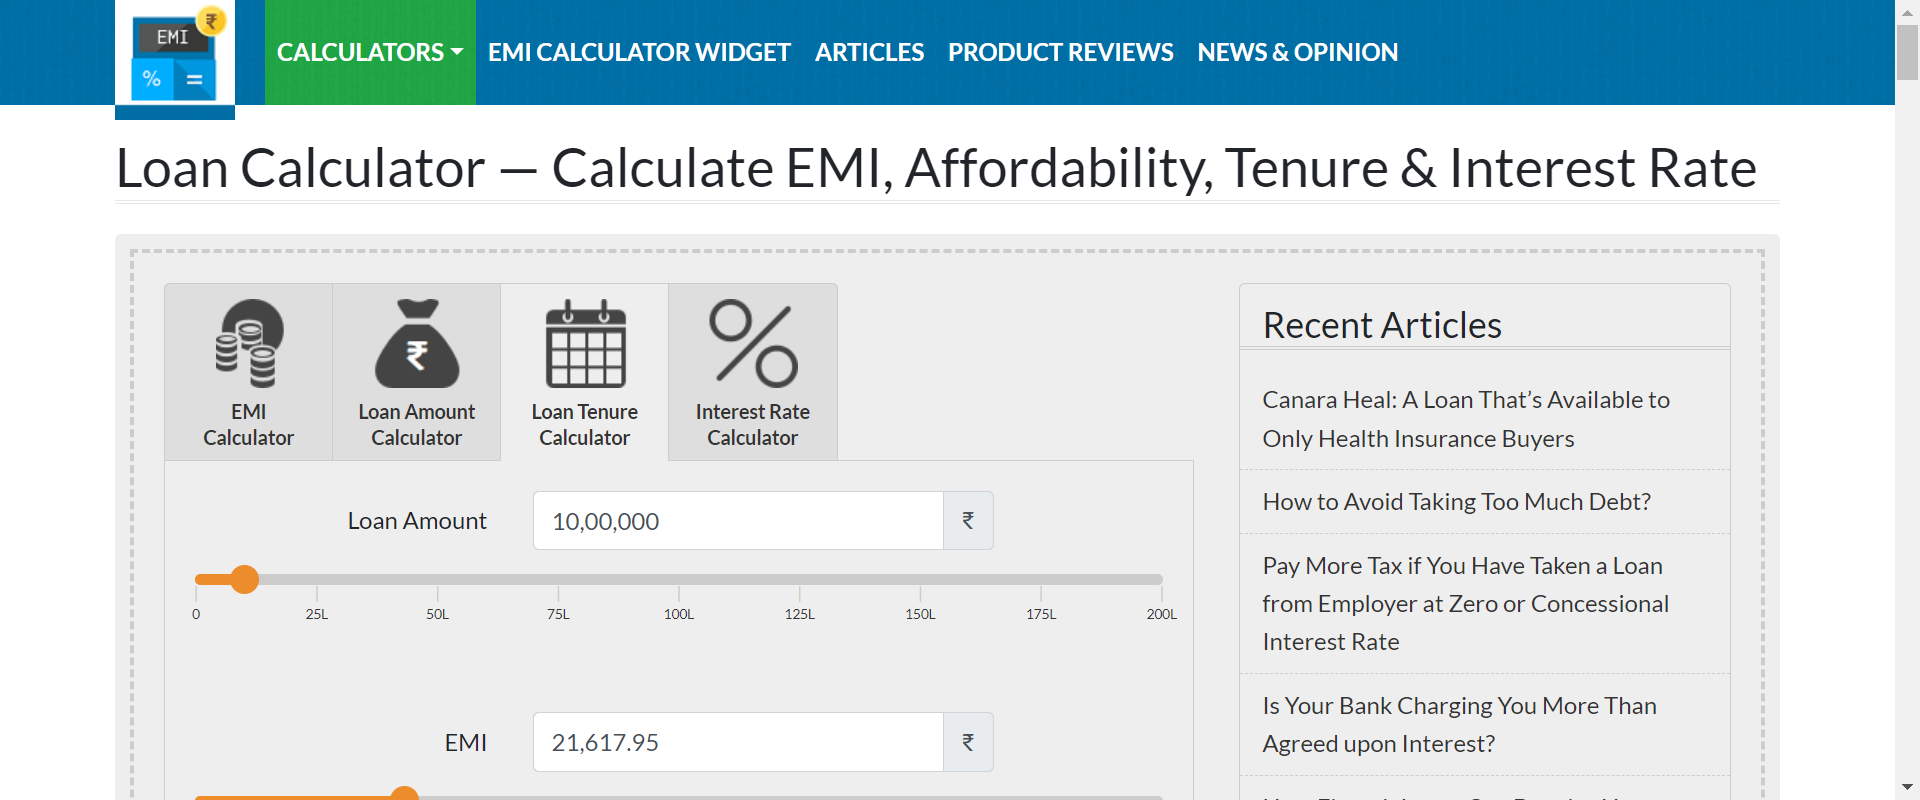 EMI
₹
%
=
CALCULATORS
EMI CALCULATOR WIDGET
ARTICLES
PRODUCT REVIEWS
NEWS & OPINION
Loan Calculator — Calculate EMI, Affordability, Tenure & Interest Rate
EMI
Calculator
₹
Loan Amount
Calculator
Loan Tenure
Calculator
Interest Rate
Calculator
Loan Amount
10,00,000
₹
0
25L
50L
75L
100L
125L
150L
175L
200L
EMI
21,617.95
₹
Recent Articles
Canara Heal: A Loan That’s Available to
Only Health Insurance Buyers
How to Avoid Taking Too Much Debt?
Pay More Tax if You Have Taken a Loan
from Employer at Zero or Concessional
Interest Rate
Is Your Bank Charging You More Than
Agreed upon Interest?